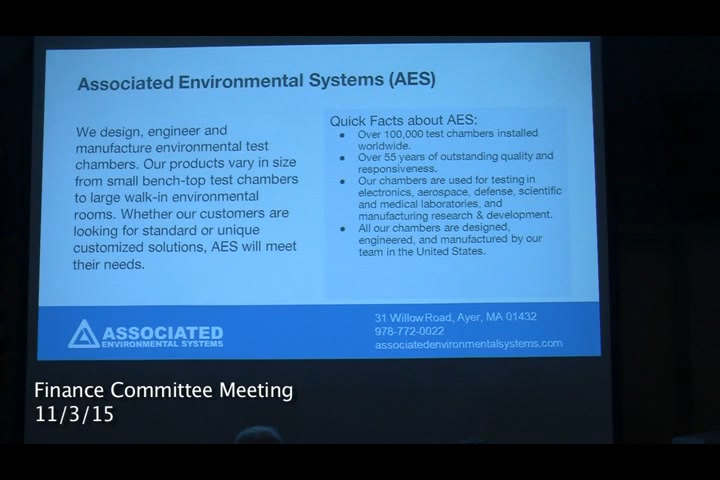 Associated Environmental Systems (AES)
We design, engineer and
manufacture environmental test
chambers. Our products vary in size
from small bench-top test chambers
to large walk-in environmental
rooms. Whether our customers are
looking for standard or unique
customized solutions, AES will meet
their needs.
Quick Facts about AES:
● Over 100,000 test chambers installed
worldwide.
● Over 55 years of outstanding quality and
responsiveness.
● Our chambers are used for testing in
electronics, aerospace, defense, scientific
and medical laboratories, and
manufacturing research & development.
● All our chambers are designed,
engineered, and manufactured by our
team in the United States.
ASSOCIATED
ENVIRONMENTAL SYSTEMS
31 Willow Road, Ayer, MA 01432
978-772-0022
associatedenvironmentalsystems.com
Finance Committee Meeting
11/3/15